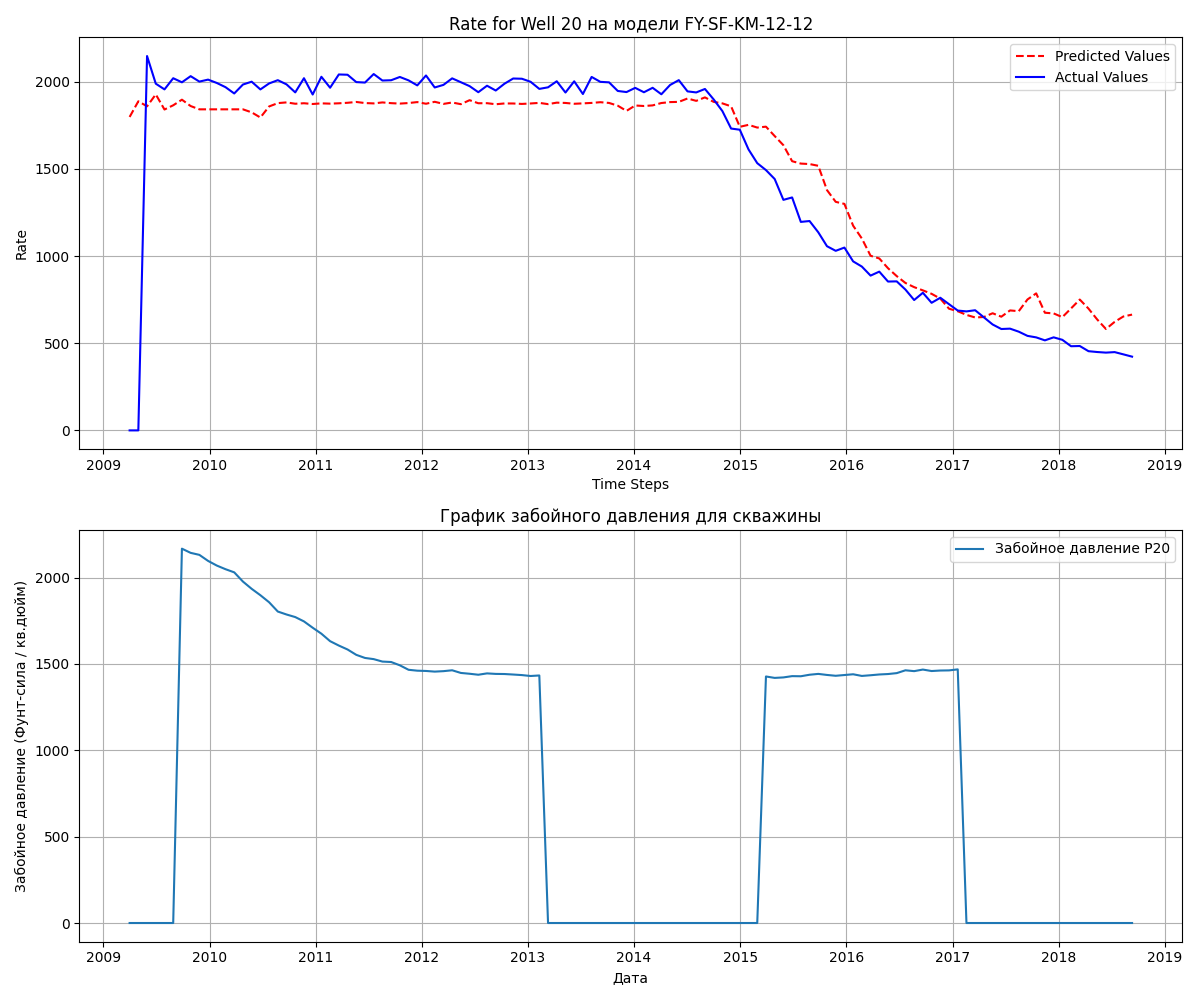 Rate for Well 20 на модели FY-SF-KM-12-12
Predicted Values
Actual Values
Rate
2000
1500
1000
500
0
2009 2010 2011 2012 2013 2014 2015 2016 2017 2018 2019
Time Steps
График забойного давления для скважины
Забойное давление P20
Забойное давление (Фунт-сила / кв.дюйм)
2000
1500
1000
500
0
2009 2010 2011 2012 2013 2014 2015 2016 2017 2018 2019
Дата